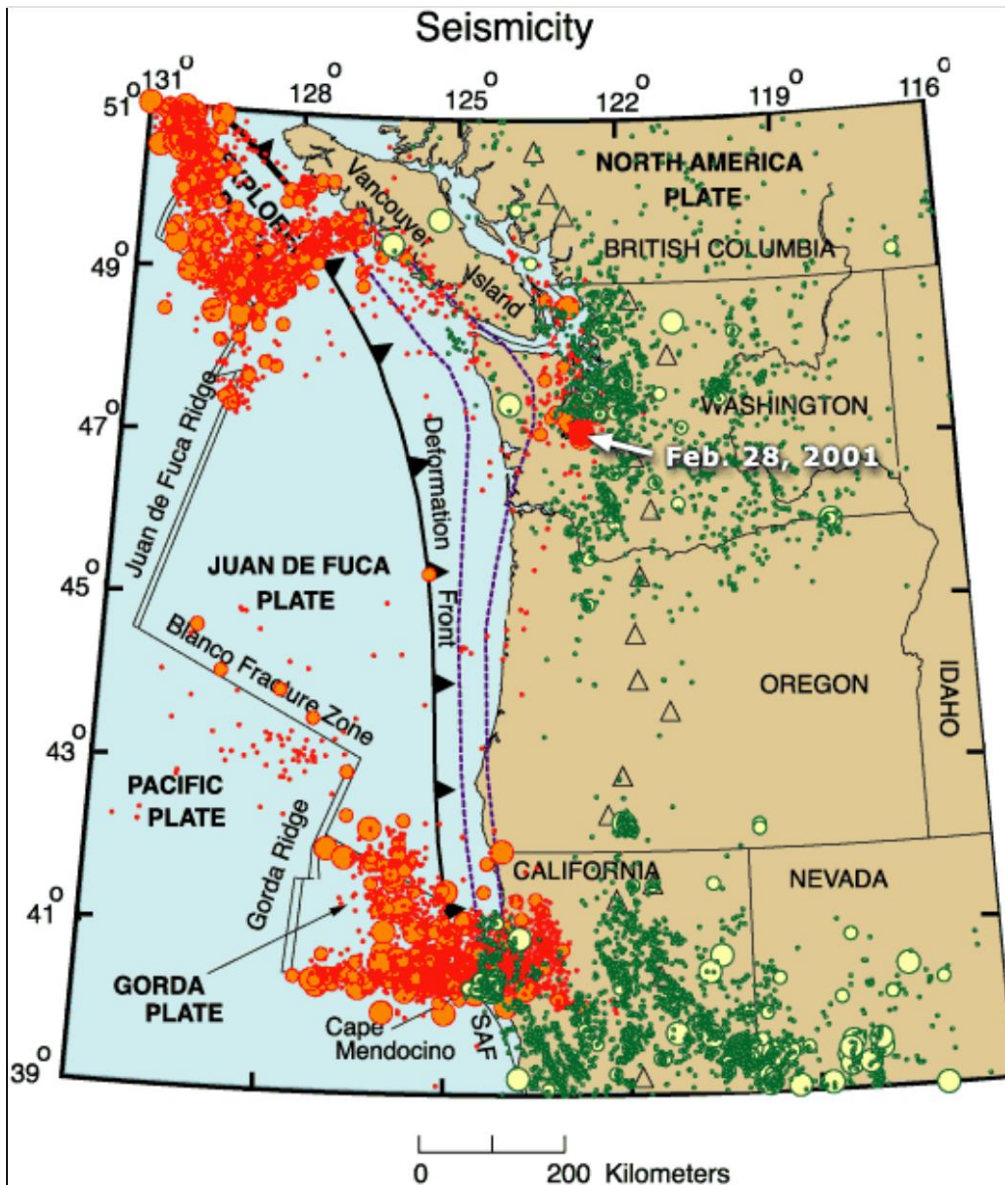 Seismicity
131°
128°
125°
122°
119°
116°
51°
49°
47°
45°
43°
41°
39°
EXPLORER
Vancouver
Island
NORTH AMERICA
PLATE
BRITISH COLUMBIA
WASHINGTON
Feb. 28, 2001
Juan de Fuca Ridge
Deformation
Front
JUAN DE FUCA
PLATE
Blanco Fracture Zone
OREGON
IDAHO
PACIFIC
PLATE
Gorda Ridge
CALIFORNIA
NEVADA
GORDA
PLATE
Cape
Mendocino
SAF
0 200 Kilometers